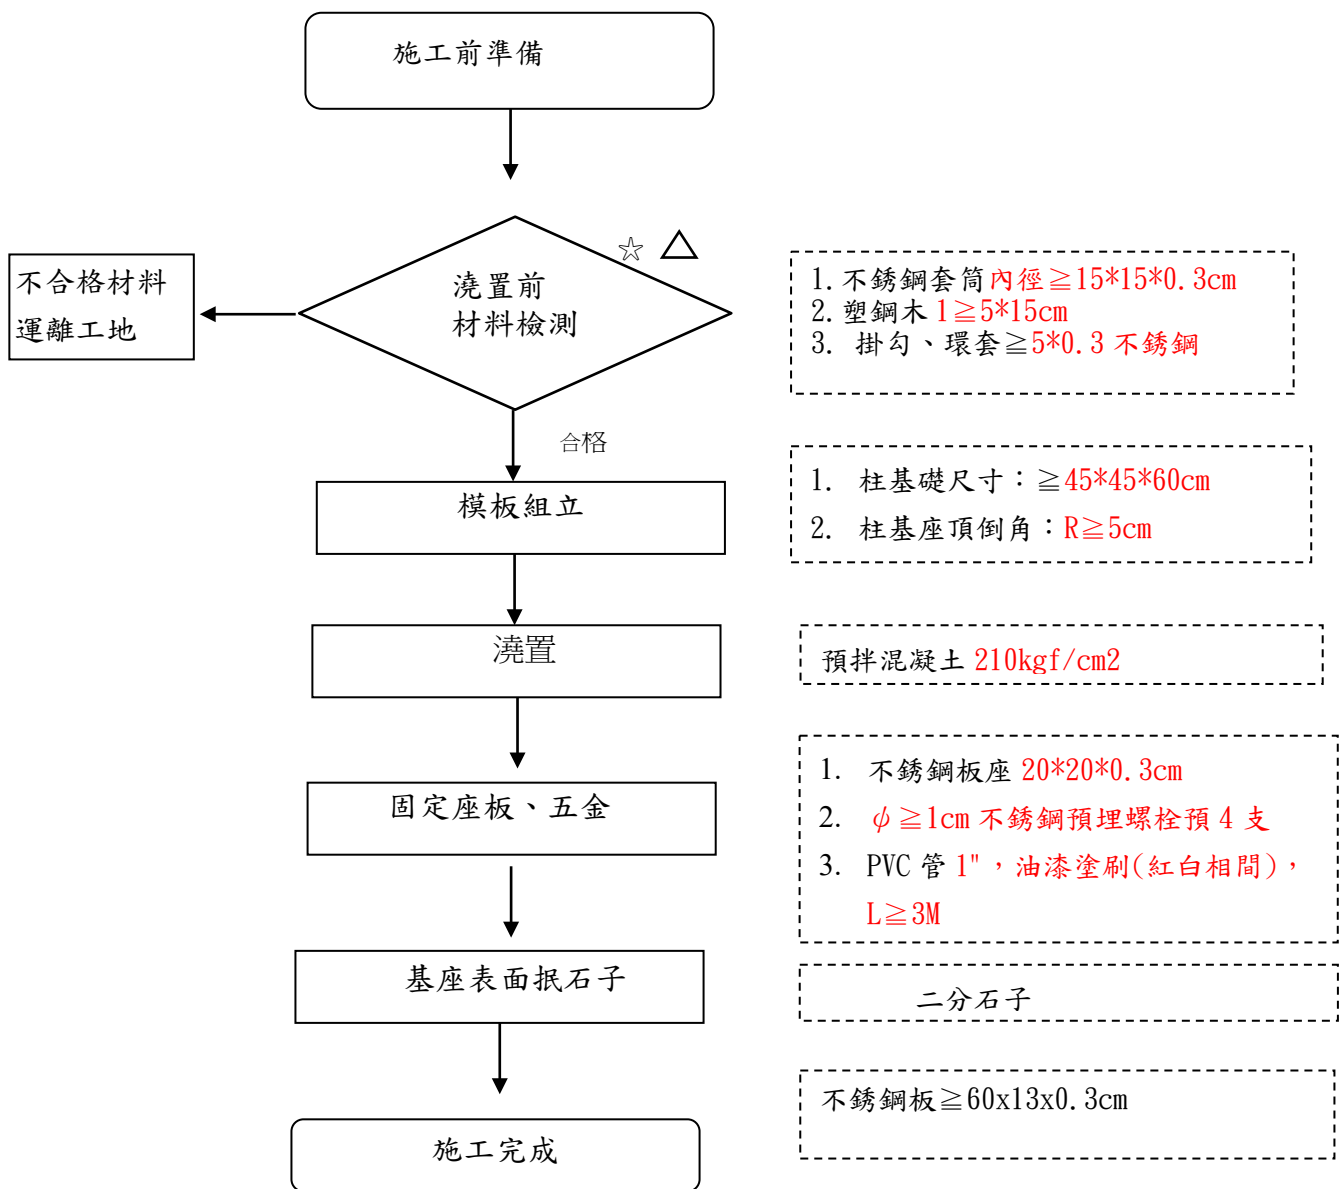 施工前準備
☆ △
澆置前
材料檢測
不合格材料
運離工地
1.不銹鋼套筒內徑≧15*15*0.3cm
2.塑鋼木 1≧5*15cm
3. 掛勾、環套≧5*0.3 不銹鋼
合格
模板組立
1. 柱基礎尺寸：≧45*45*60cm
2. 柱基座頂倒角：R≧5cm
澆置
預拌混凝土 210kgf/cm2
固定座板、五金
1. 不銹鋼板座 20*20*0.3cm
2. ψ≧1cm 不銹鋼預埋螺栓預 4 支
3. PVC 管 1"，油漆塗刷(紅白相間)，
L≧3M
基座表面抿石子
二分石子
不銹鋼板≧60x13x0.3cm
施工完成